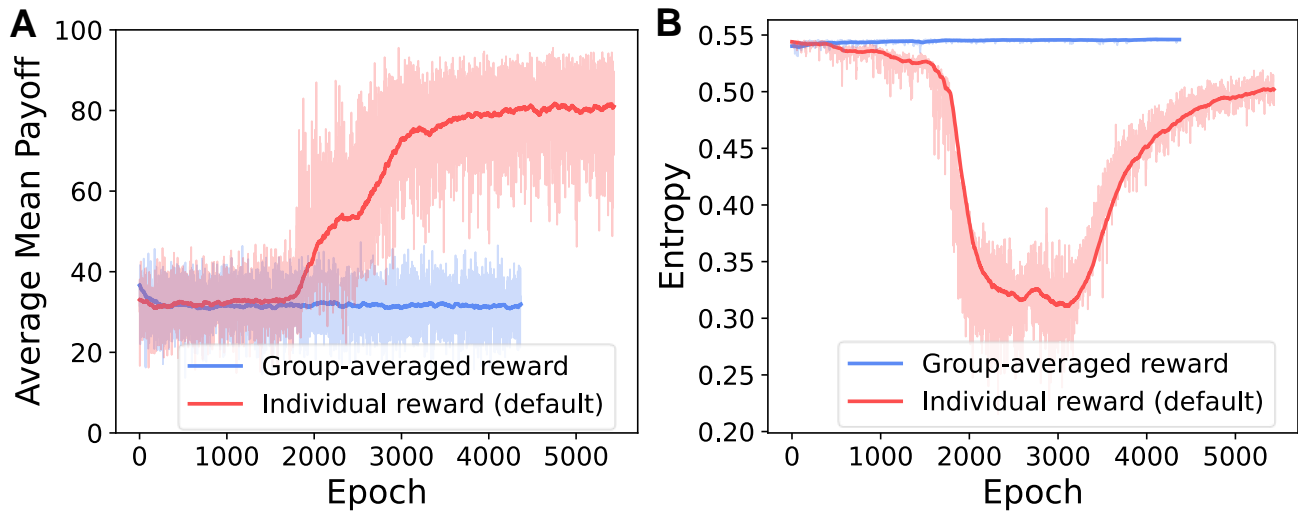 A
Average Mean Payoff
100
80
60
40
20
0
0 1000 2000 3000 4000 5000
Epoch
Group-averaged reward
Individual reward (default)
B
Entropy
0.55
0.50
0.45
0.40
0.35
0.30
0.25
0.20
0 1000 2000 3000 4000 5000
Epoch
Group-averaged reward
Individual reward (default)